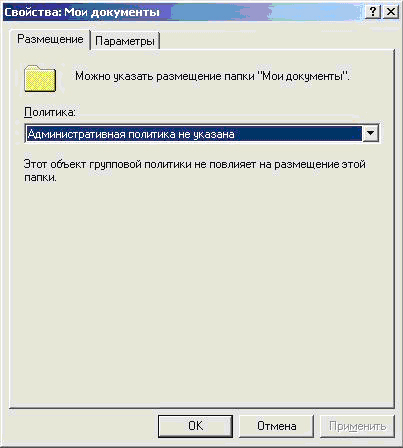 Свойства: Мои документы
Размещение Параметры
Можно указать размещение папки "Мои документы".
Политика:
Административная политика не указана
Этот объект групповой политики не повлияет на размещение этой
папки.
OK Отмена Применить